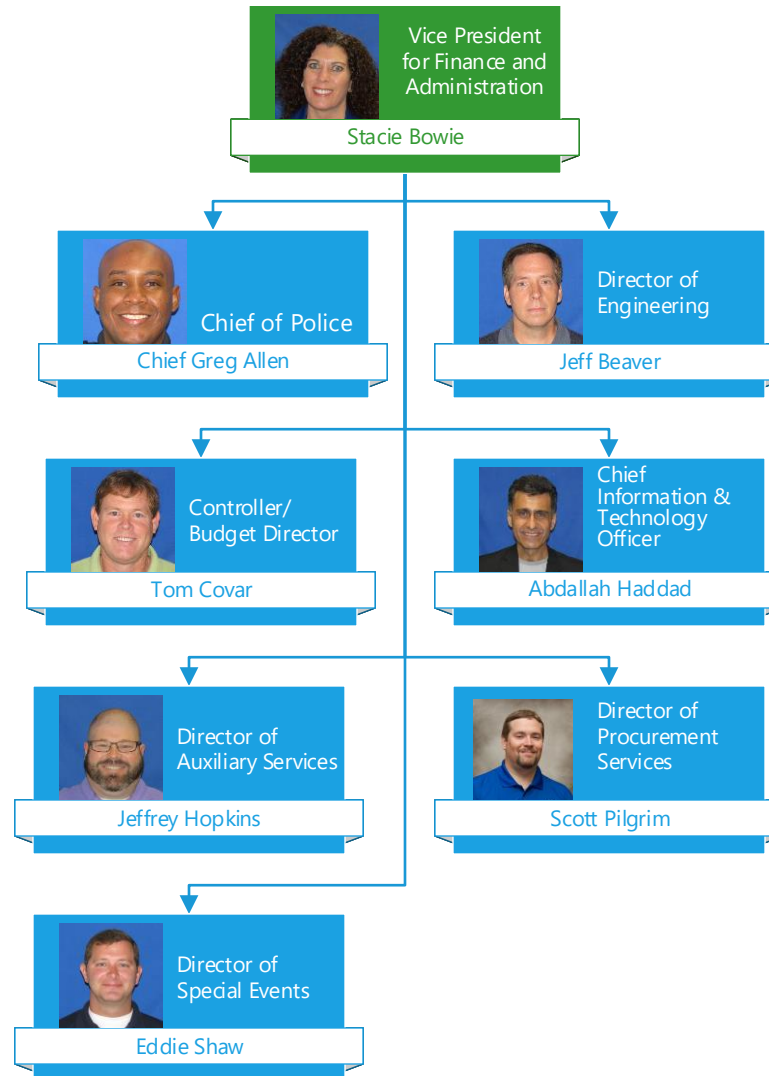 Vice President
for Finance and
Administration
Stacie Bowie
Chief of Police
Chief Greg Allen
Director of
Engineering
Jeff Beaver
Controller/
Budget Director
Tom Covar
Chief
Information &
Technology
Officer
Abdallah Haddad
Director of
Auxiliary Services
Jeffrey Hopkins
Director of
Procurement
Services
Scott Pilgrim
Director of
Special Events
Eddie Shaw